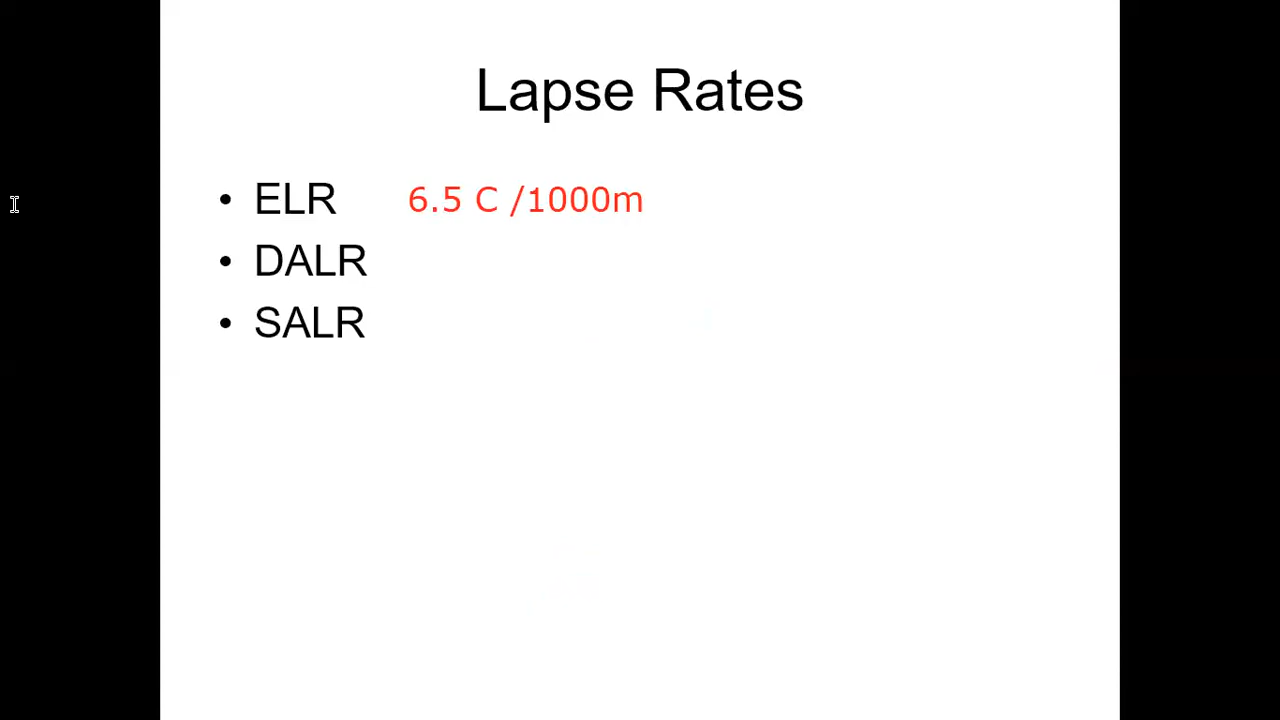 Lapse Rates
• ELR 6.5 C /1000m
• DALR
• SALR